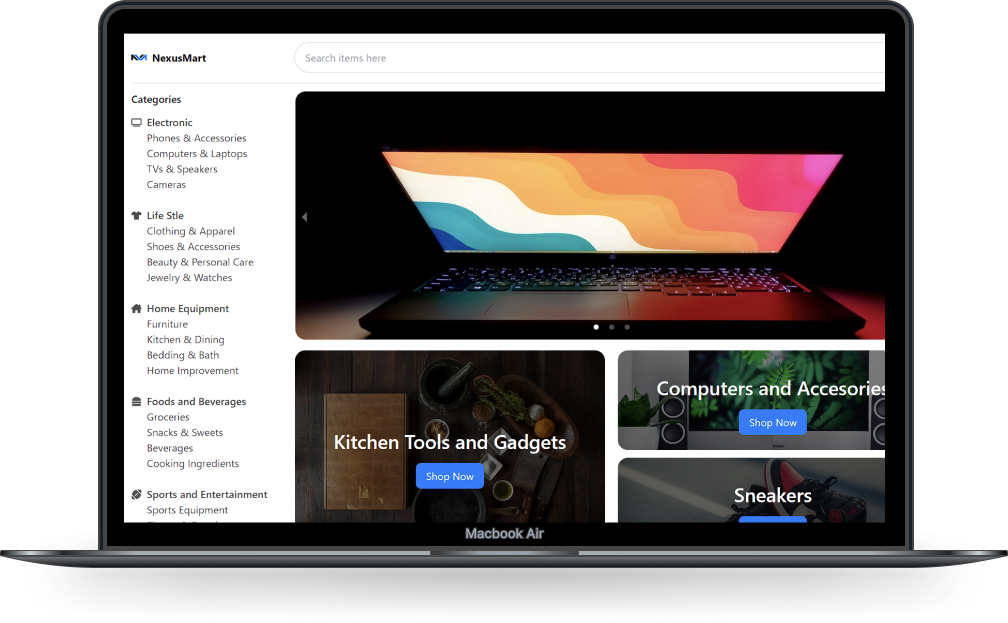 NexusMart
Search items here
Categories
Electronic
Phones & Accessories
Computers & Laptops
TVs & Speakers
Cameras
Life Stle
Clothing & Apparel
Shoes & Accessories
Beauty & Personal Care
Jewelry & Watches
Home Equipment
Furniture
Kitchen & Dining
Bedding & Bath
Home Improvement
Foods and Beverages
Groceries
Snacks & Sweets
Beverages
Cooking Ingredients
Sports and Entertainment
Sports Equipment
Kitchen Tools and Gadgets
Shop Now
Computers and Accesories
Shop Now
Sneakers
Macbook Air